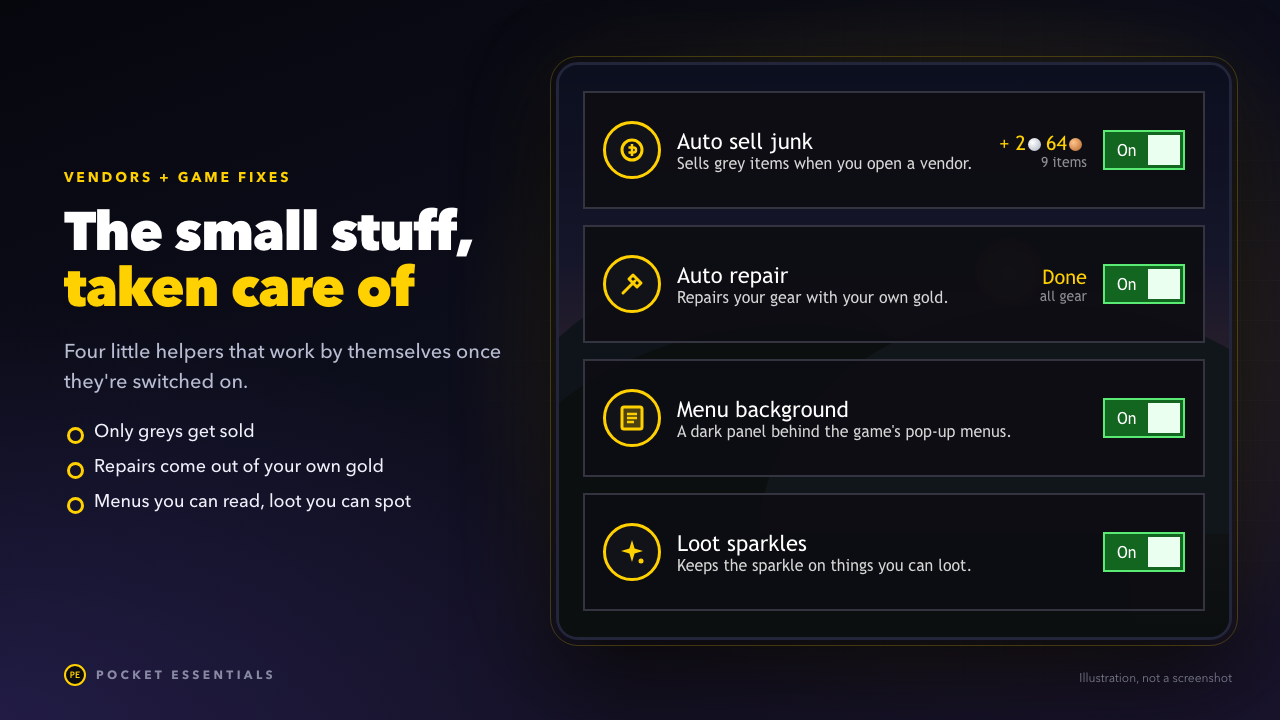 VENDORS + GAME FIXES
The small stuff,
taken care of
Four little helpers that work by themselves once
they're switched on.
Only greys get sold
Repairs come out of your own gold
Menus you can read, loot you can spot
PE POCKET ESSENTIALS
Auto sell junk
Sells grey items when you open a vendor.
+ 2 64
9 items
On
Auto repair
Repairs your gear with your own gold.
Done
all gear
On
Menu background
A dark panel behind the game's pop-up menus.
On
Loot sparkles
Keeps the sparkle on things you can loot.
On
Illustration, not a screenshot